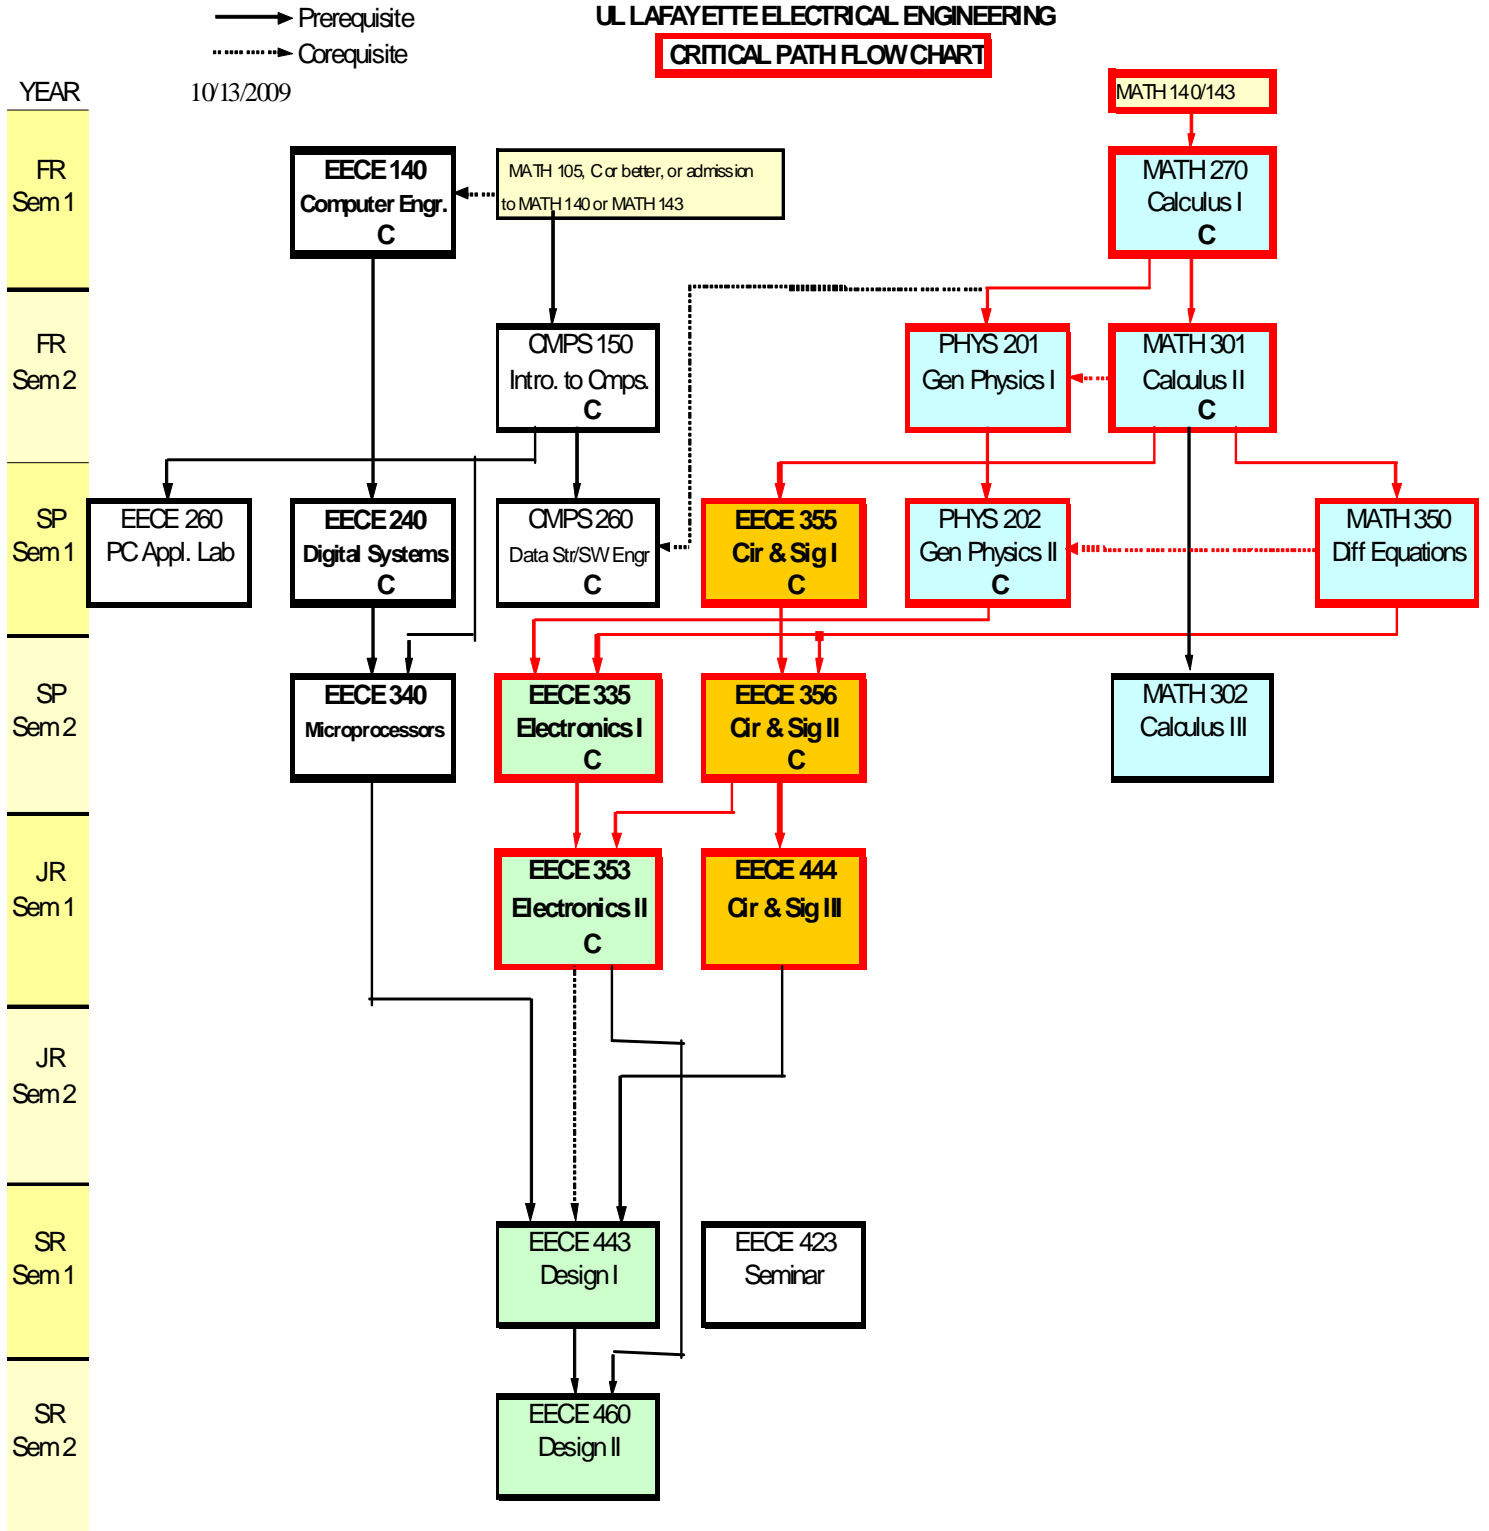 Prerequisite
UL LAFAYETTE ELECTRICAL ENGINEERING
Corequisite
CRITICAL PATH FLOW CHART
YEAR
10/13/2009
MATH 140/143
FR
Sem 1
EECE 140
Computer Engr.
C
MATH 105, C or better, or admission
to MATH 140 or MATH 143
MATH 270
Calculus I
C
FR
Sem 2
CMPS 150
Intro. to Cmps.
C
PHYS 201
Gen Physics I
MATH 301
Calculus II
C
SP
Sem 1
EECE 260
PC Appl. Lab
EECE 240
Digital Systems
C
CMPS 260
Data Str/SW Engr
C
EECE 355
Cir & Sig I
C
PHYS 202
Gen Physics II
C
MATH 350
Diff Equations
SP
Sem 2
EECE 340
Microprocessors
EECE 335
Electronics I
C
EECE 356
Cir & Sig II
C
MATH 302
Calculus III
JR
Sem 1
EECE 353
Electronics II
C
EECE 444
Cir & Sig III
JR
Sem 2
SR
Sem 1
EECE 443
Design I
EECE 423
Seminar
SR
Sem 2
EECE 460
Design II